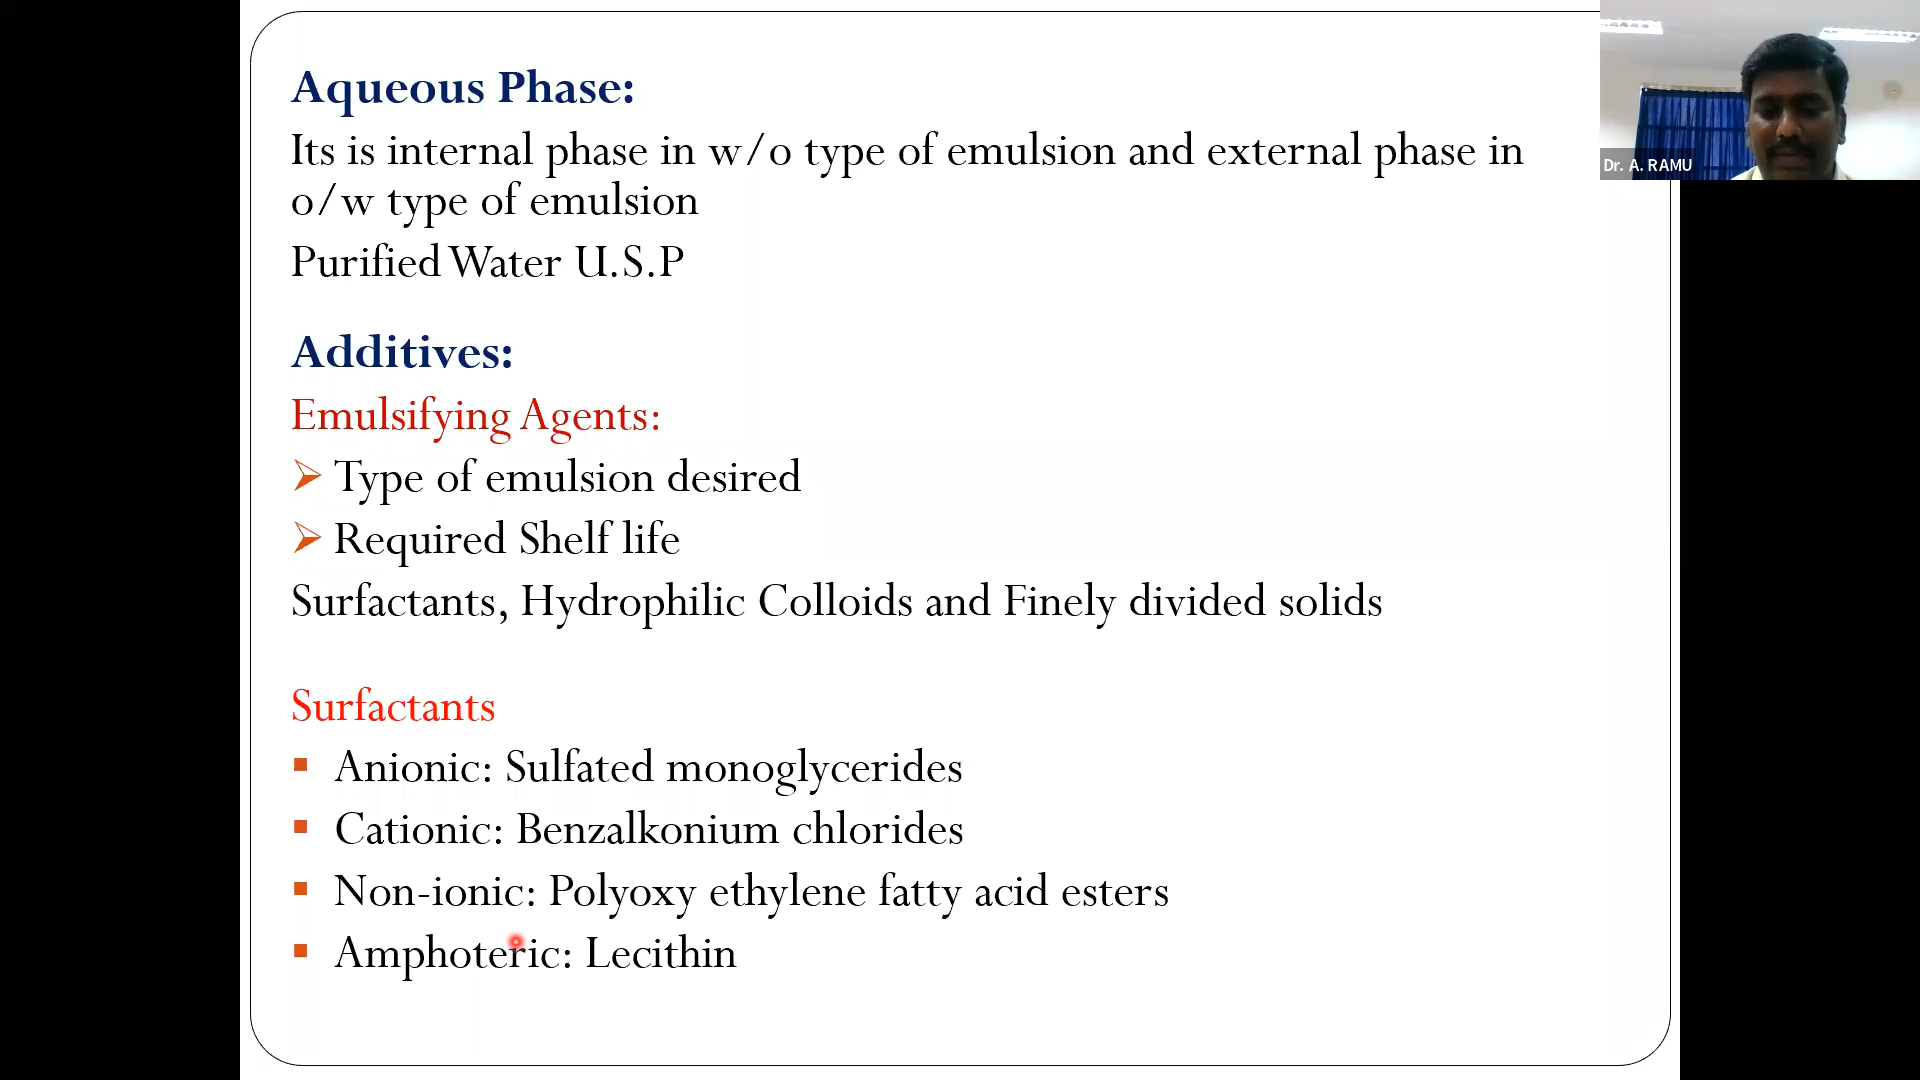 Aqueous Phase:
Its is internal phase in w/o type of emulsion and external phase in
o/w type of emulsion
Purified Water U.S.P
Additives:
Emulsifying Agents:
Type of emulsion desired
Required Shelf life
Surfactants, Hydrophilic Colloids and Finely divided solids
Surfactants
Anionic: Sulfated monoglycerides
Cationic: Benzalkonium chlorides
Non-ionic: Polyoxy ethylene fatty acid esters
Amphoteric: Lecithin
Dr. A. RAMU